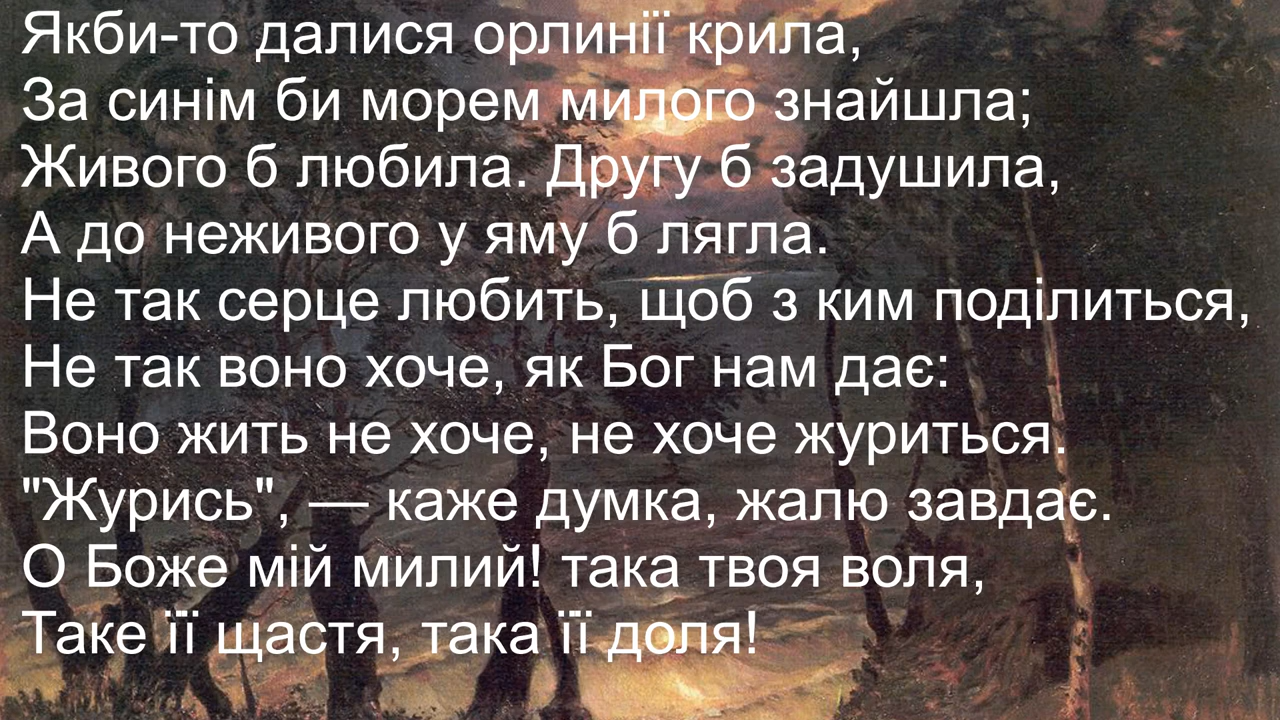 Якби-то далися орлинії крила,
За синім би морем милого знайшла;
Живого б любила. Другу б задушила,
А до неживого у яму б лягла.
Не так серце любить, щоб з ким поділиться,
Не так воно хоче, як Бог нам дає:
Воно жить не хоче, не хоче журиться.
"Журись", — каже думка, жалю завдає.
О Боже мій милий! така твоя воля,
Таке її щастя, така її доля!